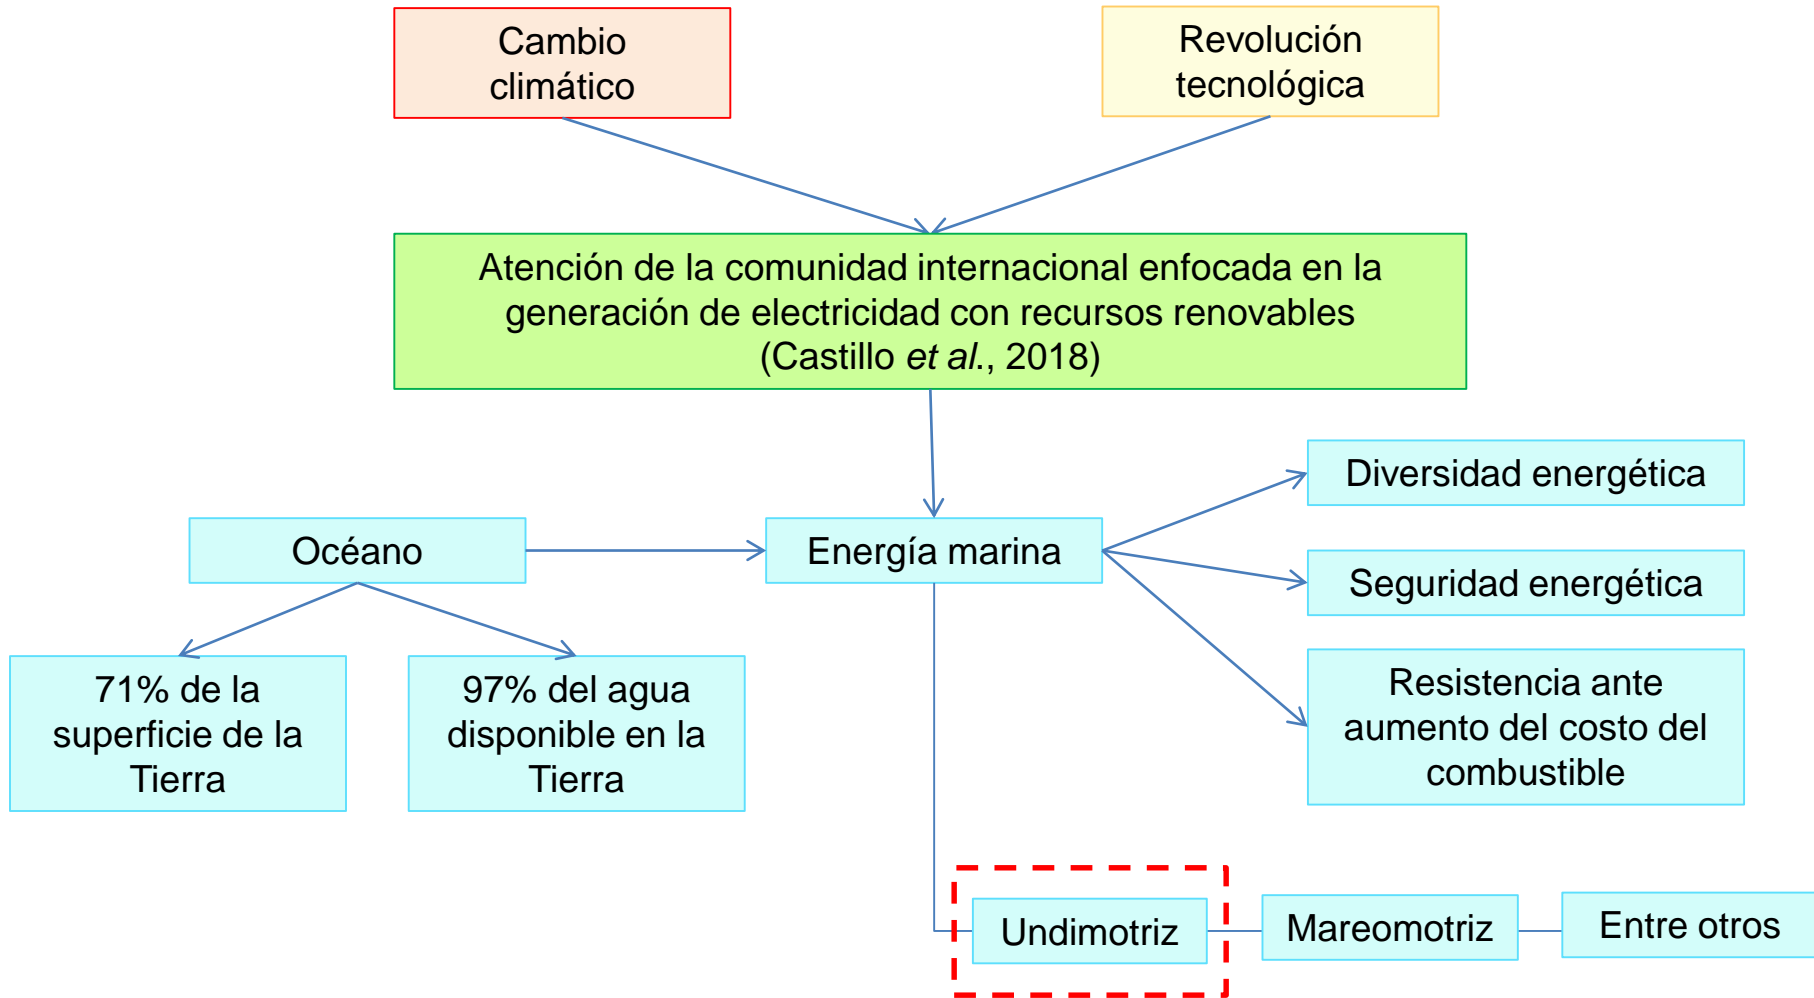 Cambio
climático
Revolución
tecnológica
Atención de la comunidad internacional enfocada en la
generación de electricidad con recursos renovables
(Castillo et al., 2018)
Diversidad energética
Océano
Energía marina
Seguridad energética
71% de la
superficie de la
Tierra
97% del agua
disponible en la
Tierra
Resistencia ante
aumento del costo del
combustible
Undimotriz
Mareomotriz
Entre otros